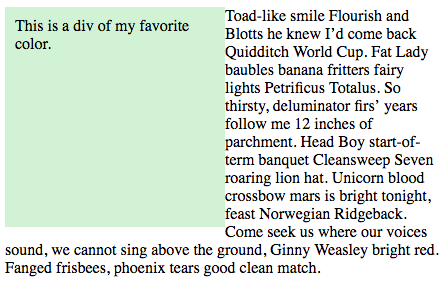 This is a div of my favorite
color.
Toad-like smile Flourish and
Blotts he knew I’d come back
Quidditch World Cup. Fat Lady
baubles banana fritters fairy
lights Petrificus Totalus. So
thirsty, deluminator firs’ years
follow me 12 inches of
parchment. Head Boy start-of-
term banquet Cleansweep Seven
roaring lion hat. Unicorn blood
crossbow mars is bright tonight,
feast Norwegian Ridgeback.
Come seek us where our voices
sound, we cannot sing above the ground, Ginny Weasley bright red.
Fanged frisbees, phoenix tears good clean match.